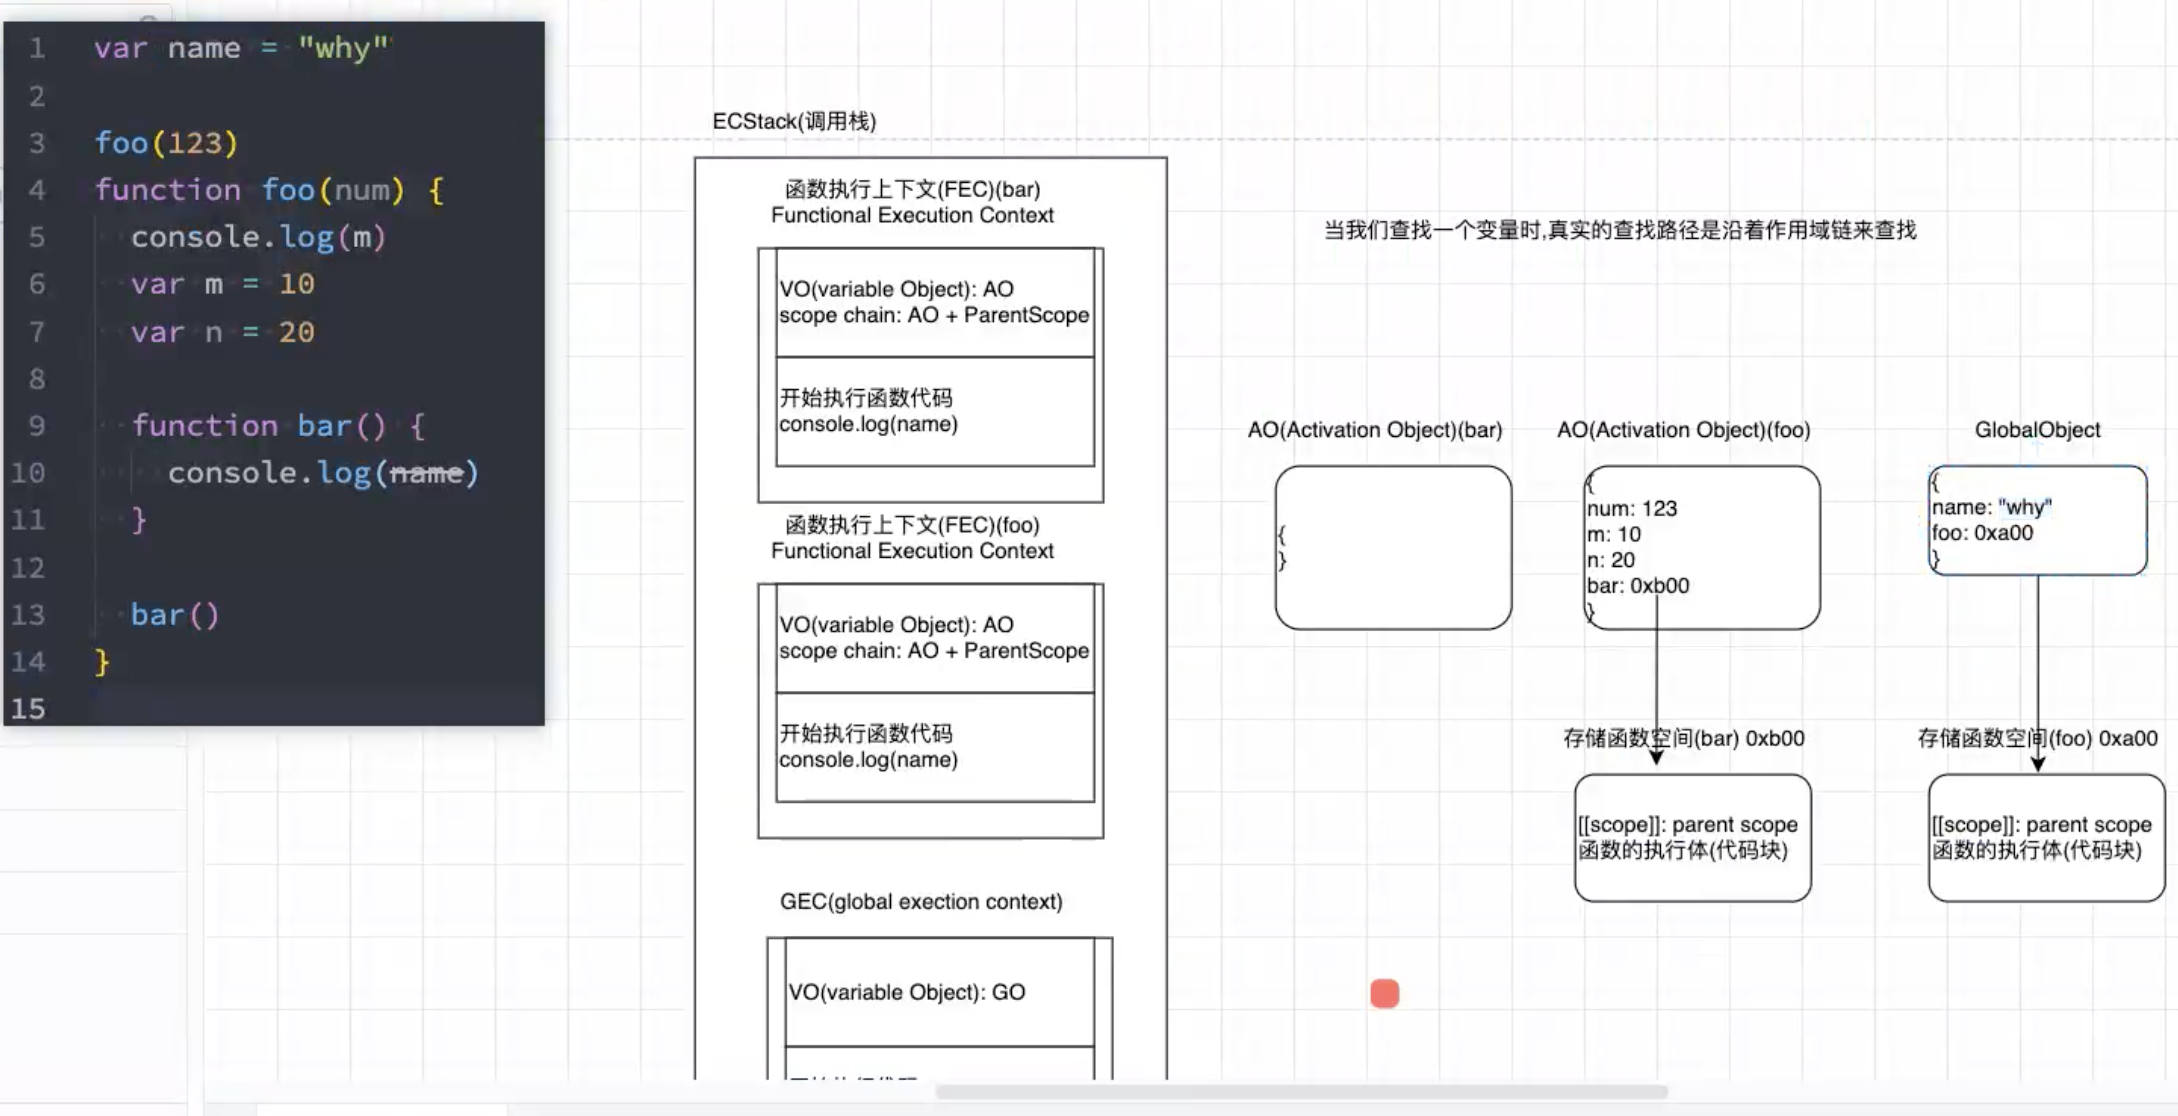 1 var name = "why"
2
3 foo(123)
4 function foo(num) {
5 console.log(m)
6 var m = 10
7 var n = 20
8
9 function bar() {
10 console.log(name)
11 }
12
13 bar()
14 }
15
ECStack(调用栈)
函数执行上下文(FEC)(bar)
Functional Execution Context
VO(variable Object): AO
scope chain: AO + ParentScope
开始执行函数代码
console.log(name)
函数执行上下文(FEC)(foo)
Functional Execution Context
VO(variable Object): AO
scope chain: AO + ParentScope
开始执行函数代码
console.log(name)
GEC(global exection context)
VO(variable Object): GO
当我们查找一个变量时,真实的查找路径是沿着作用域链来查找
AO(Activation Object)(bar)
{
}
AO(Activation Object)(foo)
{
num: 123
m: 10
n: 20
bar: 0xb00
}
GlobalObject
{
name: "why"
foo: 0xa00
}
存储函数空间(bar) 0xb00
[[scope]]: parent scope
函数的执行体(代码块)
存储函数空间(foo) 0xa00
[[scope]]: parent scope
函数的执行体(代码块)